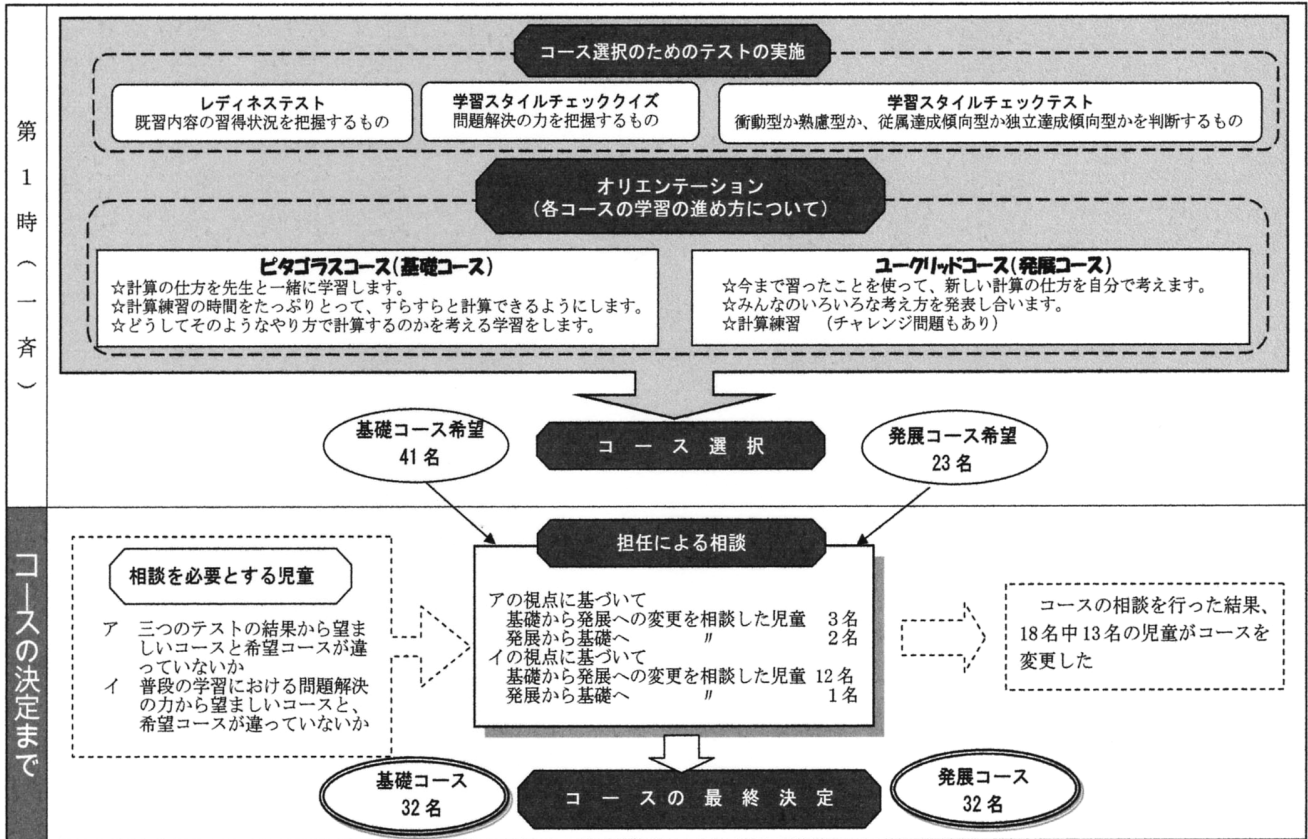 第1時（一斉）
コース選択のためのテストの実施
レディネステスト
既習内容の習得状況を把握するもの
学習スタイルチェッククイズ
問題解決の力を把握するもの
学習スタイルチェックテスト
衝動型か熟慮型か、従属達成傾向型か独立達成傾向型かを判断するもの
オリエンテーション
（各コースの学習の進め方について）
ピタゴラスコース（基礎コース）
☆計算の仕方を先生と一緒に学習します。
☆計算練習の時間をたっぷりとって、すらすらと計算できるようにします。
☆どうしてそのようなやり方で計算するのかを考える学習をします。
ユークリッドコース（発展コース）
☆今まで習ったことを使って、新しい計算の仕方を自分で考えます。
☆みんなのいろいろな考え方を発表し合います。
☆計算練習　（チャレンジ問題もあり）
基礎コース希望
41名
コース選択
発展コース希望
23名
コースの決定まで
相談を必要とする児童
ア　三つのテストの結果から望ま
しいコースと希望コースが違
っていないか
イ　普段の学習における問題解決
の力から望ましいコースと、
希望コースが違っていないか
担任による相談
アの視点に基づいて
基礎から発展への変更を相談した児童　3名
発展から基礎へ　〃　2名
イの視点に基づいて
基礎から発展への変更を相談した児童　12名
発展から基礎へ　〃　1名
コースの相談を行った結果、
18名中13名の児童がコースを
変更した
基礎コース
32名
コースの最終決定
発展コース
32名